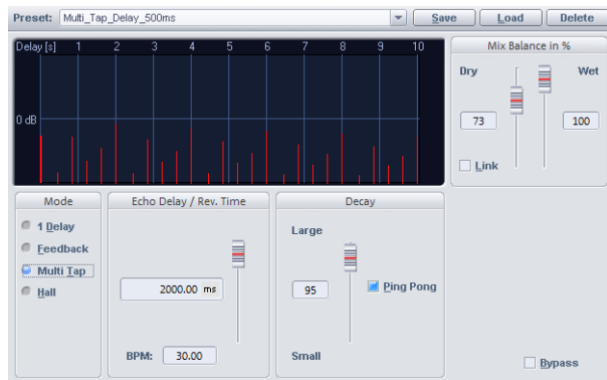 Preset: Multi_Tap_Delay_500ms Save Load Delete
Delay [s] 1 2 3 4 5 6 7 8 9 10
0 dB
Mix Balance in %
Dry Wet
73 100
Link
Mode
1 Delay
Feedback
Multi Tap
Hall
Echo Delay / Rev. Time
2000.00 ms
BPM: 30.00
Decay
Large
95 Ping Pong
Small
Bypass